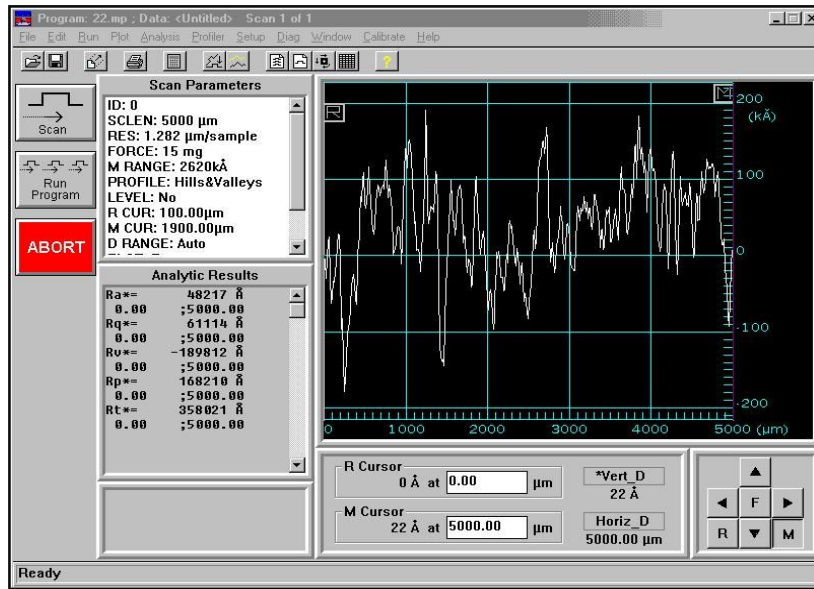 Program: 22.mp ; Data: <Untitled> Scan 1 of 1
File Edit Run Plot Analysis Profiler Setup Diag Window Calibrate Help
Scan
Run
Program
ABORT
Scan Parameters
ID: 0
SCLEN: 5000 µm
RES: 1.282 µm/sample
FORCE: 15 mg
M RANGE: 2620kÅ
PROFILE: Hills&Valleys
LEVEL: No
R CUR: 100.00µm
M CUR: 1900.00µm
D RANGE: Auto
Analytic Results
Ra*= 48217 Å
0.00 ;5000.00
Rq*= 61114 Å
0.00 ;5000.00
Rv*= -189812 Å
0.00 ;5000.00
Rp*= 168210 Å
0.00 ;5000.00
Rt*= 358021 Å
0.00 ;5000.00
R
M
200
(kÅ)
100
0
-100
-200
0 1000 2000 3000 4000 5000 (µm)
R Cursor
0 Å at 0.00 µm
M Cursor
22 Å at 5000.00 µm
*Vert_D
22 Å
Horiz_D
5000.00 µm
F
R
M
Ready